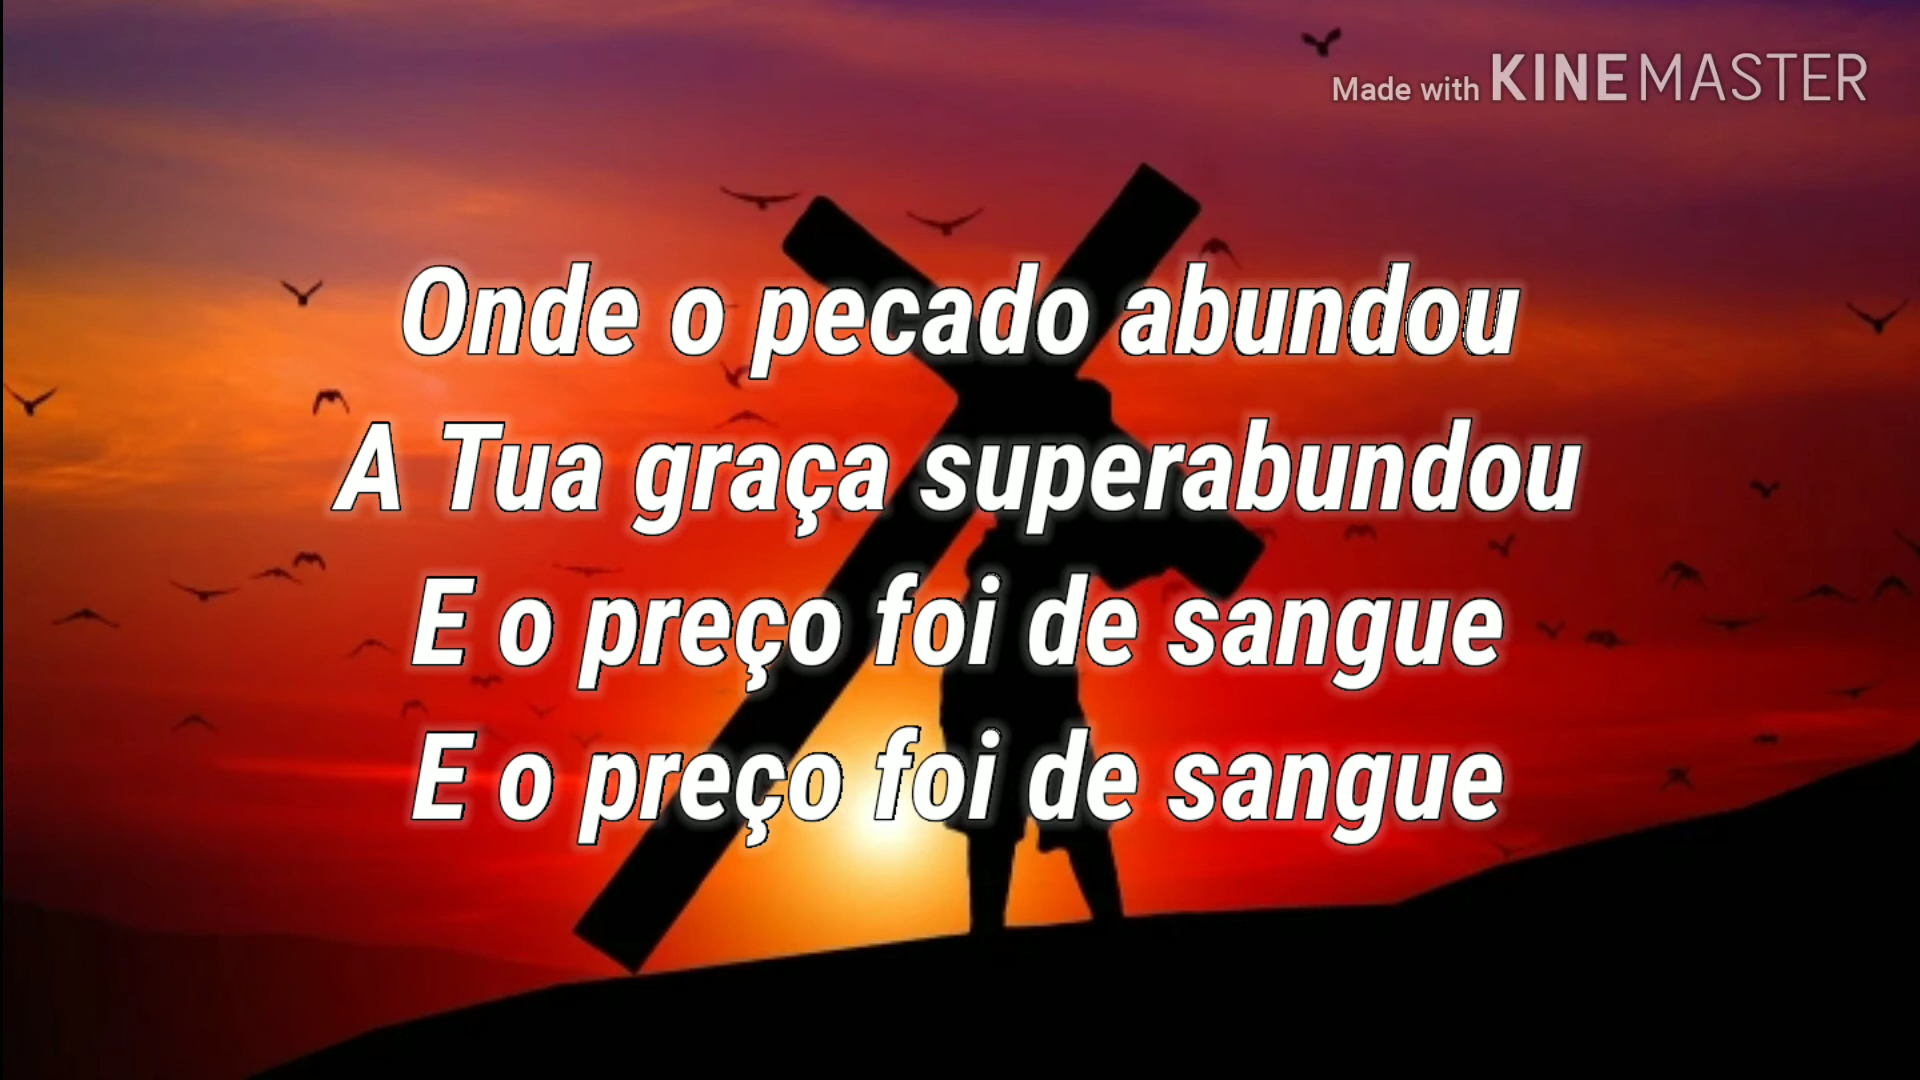 Made with KINEMASTER
Onde o pecado abundou
A Tua graça superabundou
E o preço foi de sangue
E o preço foi de sangue